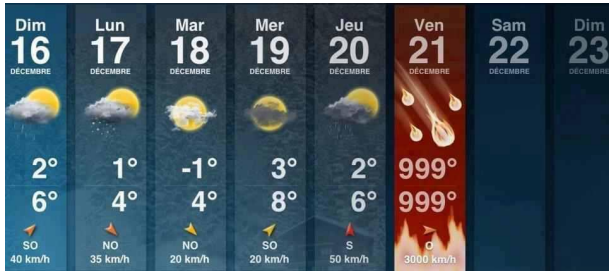 Dim
16
DÉCEMBRE
2°
6°
SO
40 km/h
Lun
17
DÉCEMBRE
1°
4°
NO
35 km/h
Mar
18
DÉCEMBRE
-1°
4°
NO
20 km/h
Mer
19
DÉCEMBRE
3°
8°
SO
20 km/h
Jeu
20
DÉCEMBRE
2°
6°
S
50 km/h
Ven
21
DÉCEMBRE
999°
999°
O
3000 km/h
Sam
22
DÉCEMBRE
Dim
23
DÉCEMBRE